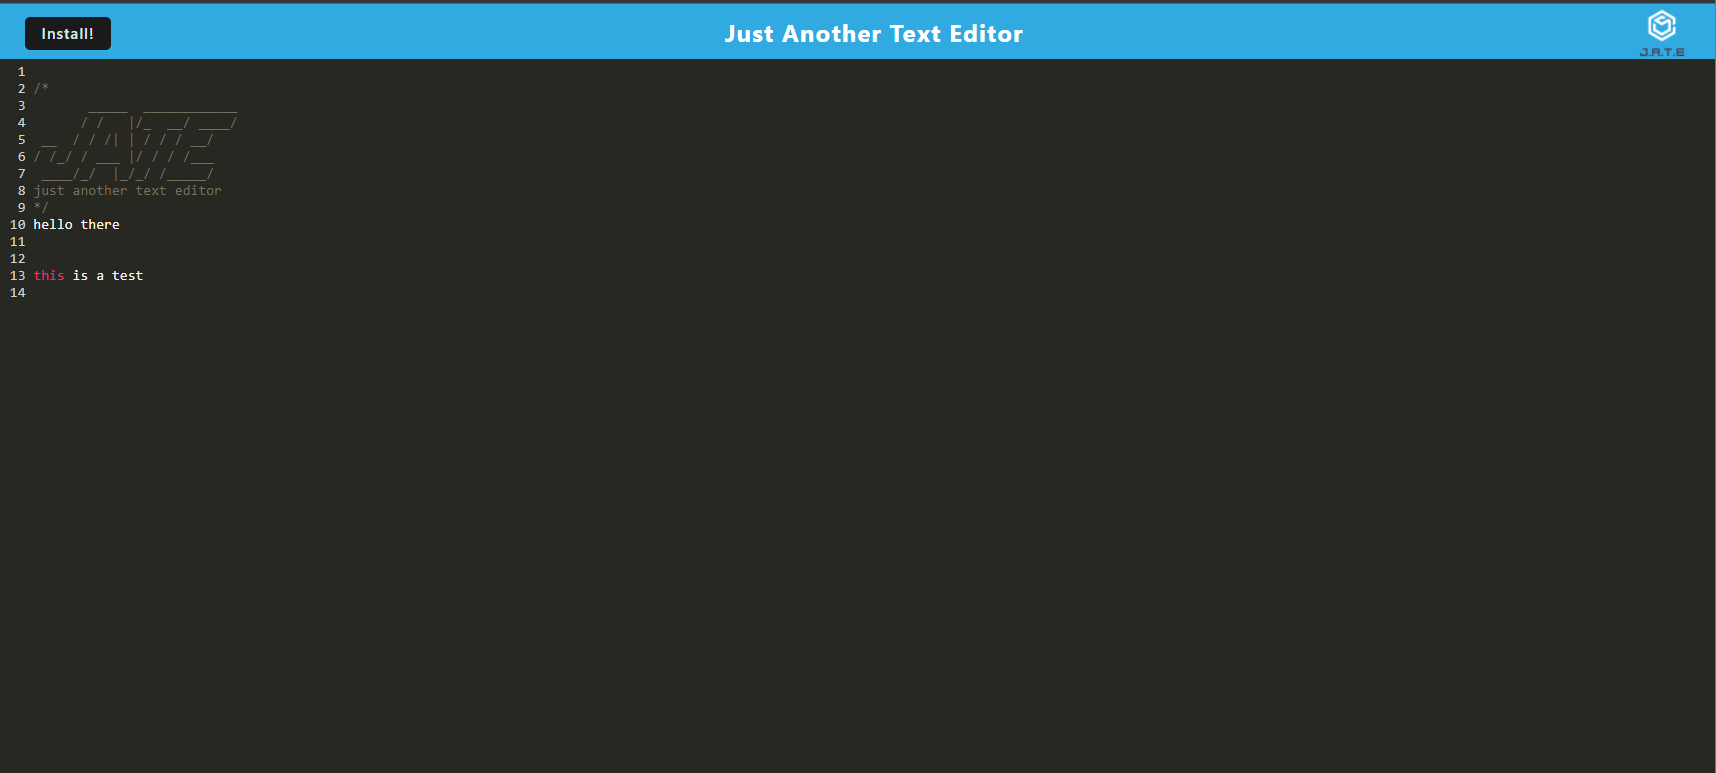 Install!
Just Another Text Editor
J.A.T.E
1
2 /*
3        _____  ____________
4       / /   |/_  __/ ____/
5  __  / / /| | / / / __/
6 / /_/ / ___ |/ / / /___
7  ____/_/  |_/_/ /_____/
8 just another text editor
9 */
10 hello there
11
12
13 this is a test
14